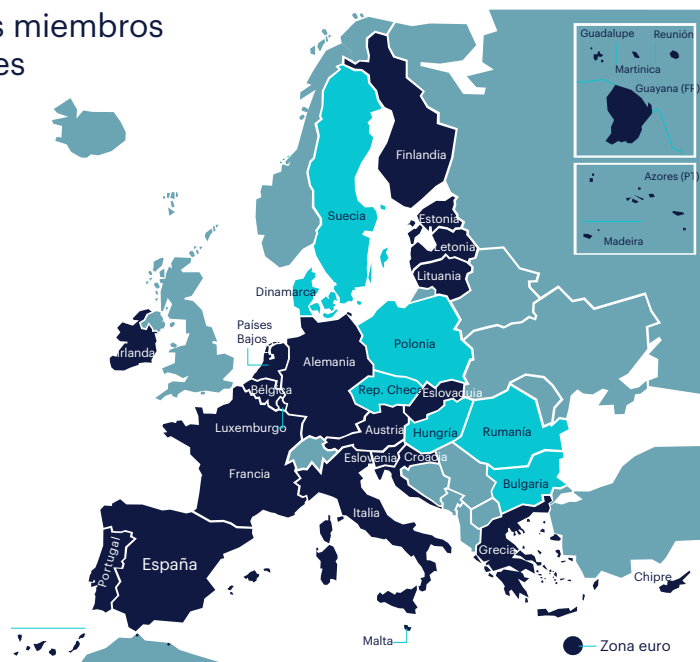 s miembros
es
Guadalupe
Reunión
Martinica
Guayana (FR)
Azores (PT)
Madeira
Finlandia
Suecia
Estonia
Letonia
Lituania
Dinamarca
Países
Bajos
Irlanda
Polonia
Alemania
Bélgica
Rep. Checa
Eslovaquia
Luxemburgo
Austria
Hungría
Rumanía
Eslovenia
Croacia
Francia
Bulgaria
Italia
España
Portugal
Grecia
Chipre
Malta
Zona euro